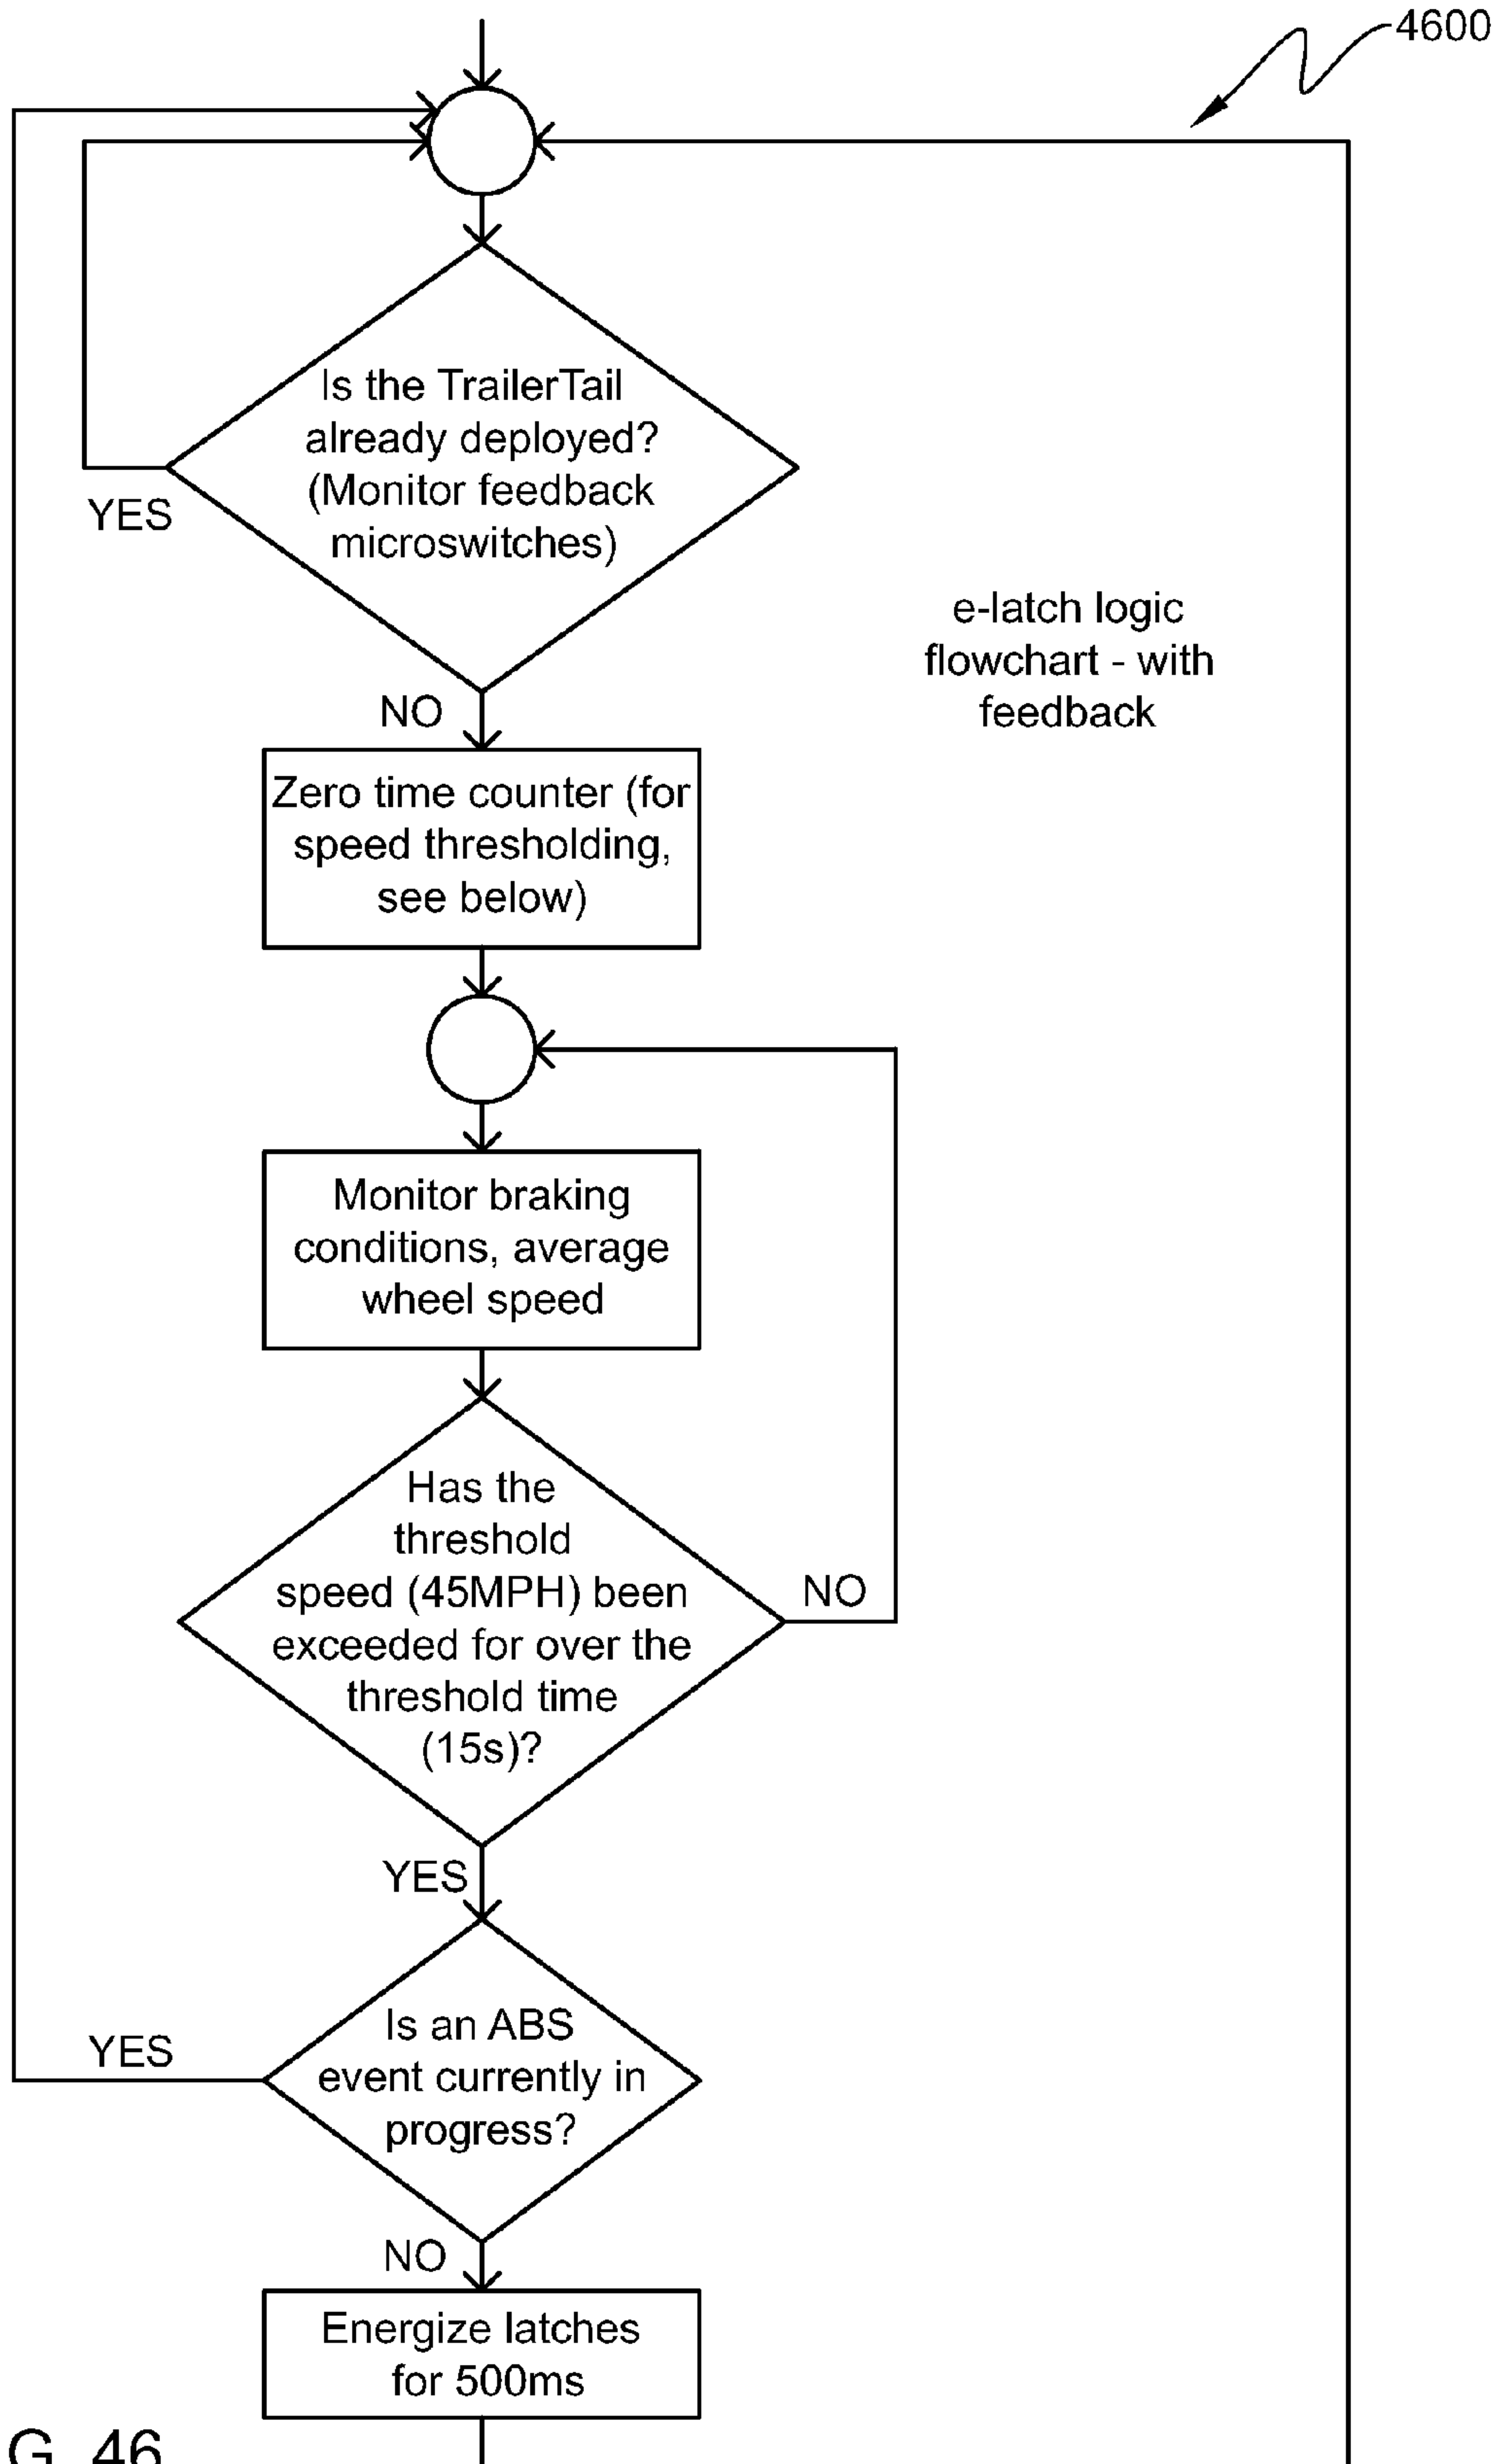 4600
Is the TrailerTail
already deployed?
(Monitor feedback
microswitches)
YES
e-latch logic
flowchart - with
feedback
NO
Zero time counter (for
speed thresholding,
see below)
Monitor braking
conditions, average
wheel speed
Has the
threshold
speed (45MPH) been
exceeded for over the
threshold time
(15s)?
NO
YES
Is an ABS
event currently in
progress?
YES
NO
Energize latches
for 500ms
G. 46